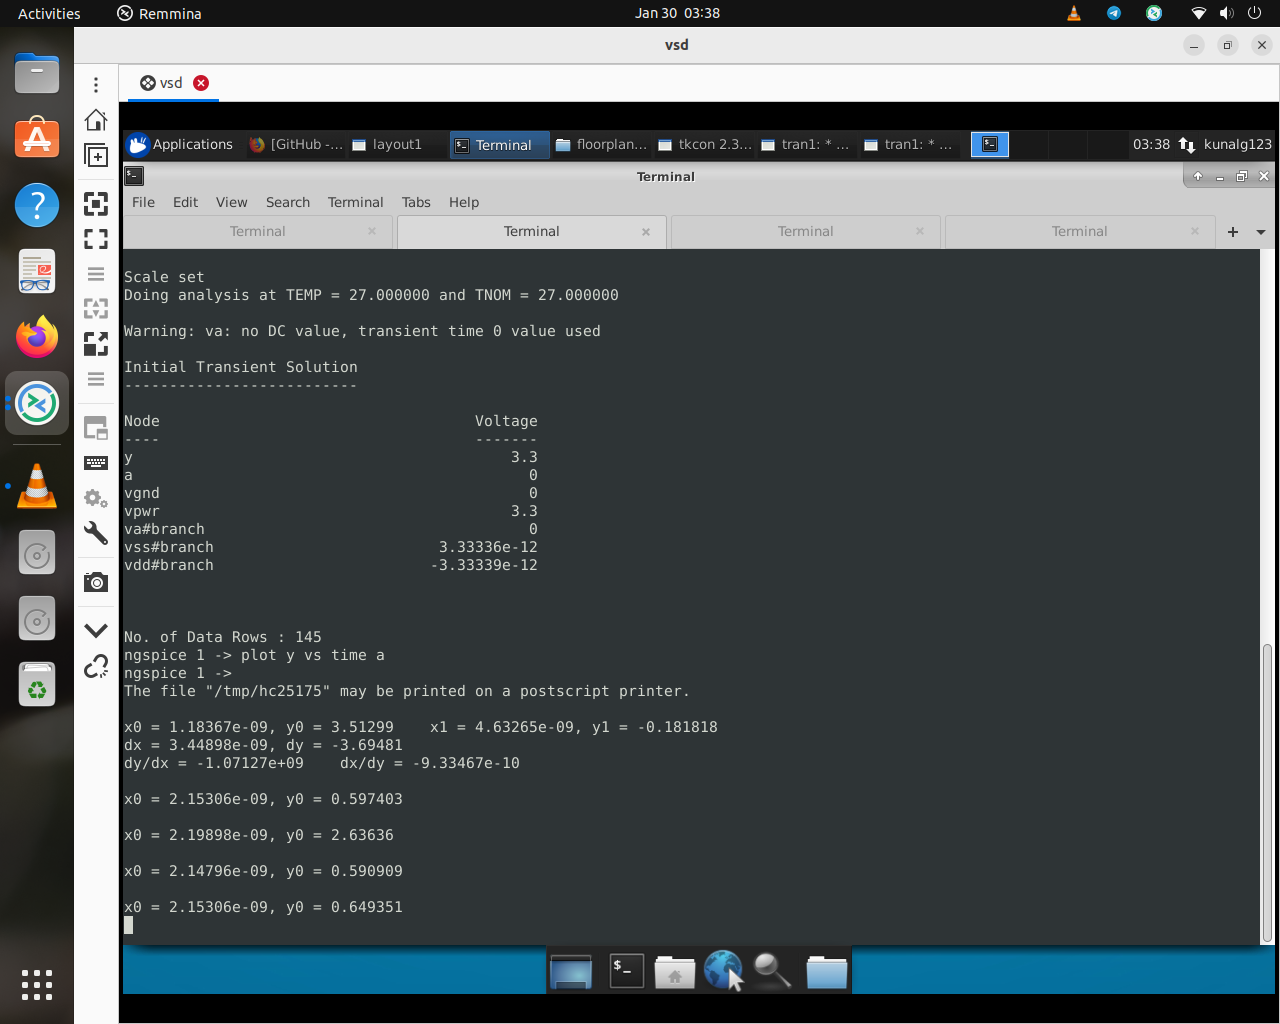 Activities
Remmina
Jan 30 03:38
vsd
vsd
Applications
[GitHub -...
layout1
Terminal
floorplan...
tkcon 2.3...
tran1: * ...
tran1: * ...
03:38
kunalg123
Terminal
File Edit View Search Terminal Tabs Help
Terminal
Terminal
Terminal
Terminal
Scale set
Doing analysis at TEMP = 27.000000 and TNOM = 27.000000
Warning: va: no DC value, transient time 0 value used
Initial Transient Solution
--------------------------
Node Voltage
---- -------
y 3.3
a 0
vgnd 0
vpwr 3.3
va#branch 0
vss#branch 3.33336e-12
vdd#branch -3.33339e-12
No. of Data Rows : 145
ngspice 1 -> plot y vs time a
ngspice 1 ->
The file "/tmp/hc25175" may be printed on a postscript printer.
x0 = 1.18367e-09, y0 = 3.51299 x1 = 4.63265e-09, y1 = -0.181818
dx = 3.44898e-09, dy = -3.69481
dy/dx = -1.07127e+09 dx/dy = -9.33467e-10
x0 = 2.15306e-09, y0 = 0.597403
x0 = 2.19898e-09, y0 = 2.63636
x0 = 2.14796e-09, y0 = 0.590909
x0 = 2.15306e-09, y0 = 0.649351